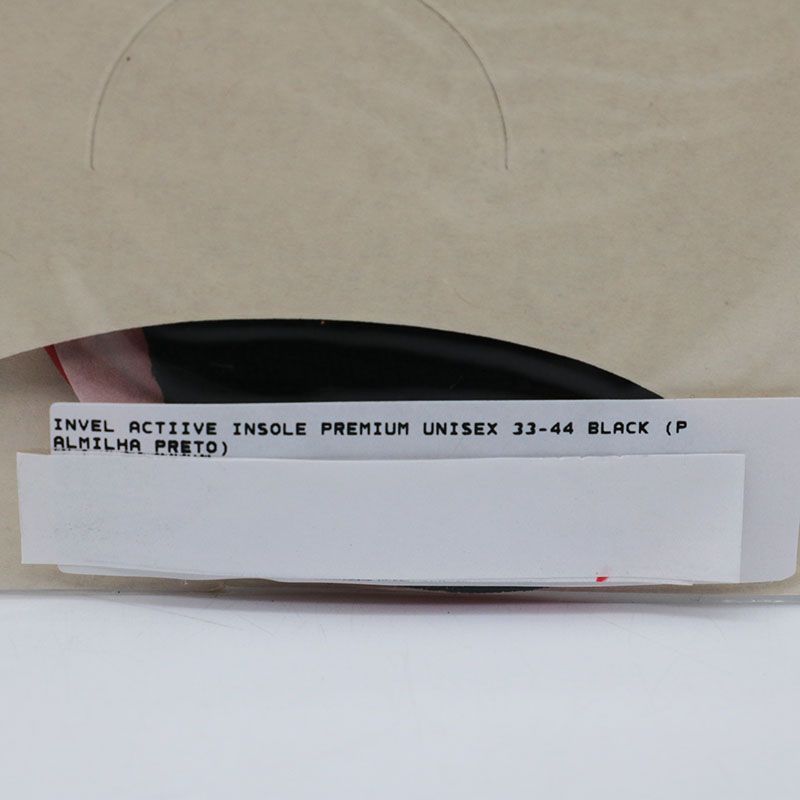 INVEL ACTIIVE INSOLE PREMIUM UNISEX 33-44 BLACK (P
ALMILHA PRETO)